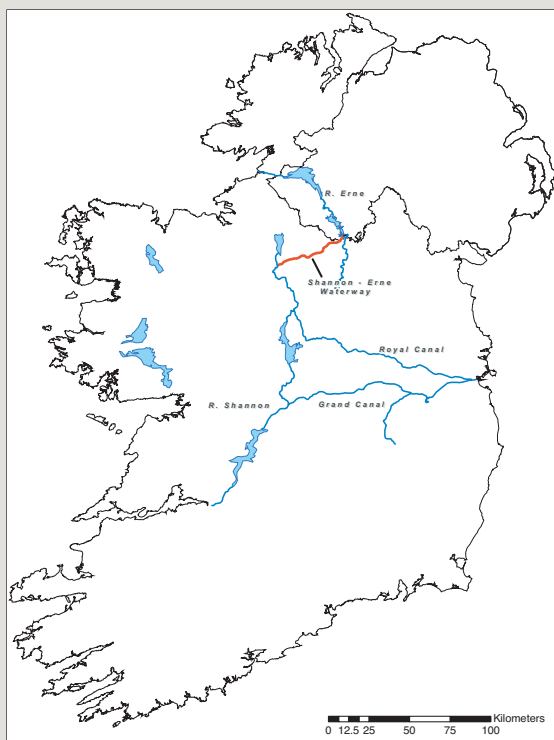 R. Erne
Shannon - Erne
Waterway
Royal Canal
R. Shannon
Grand Canal
Kilometers
0 12.5 25 50 75 100